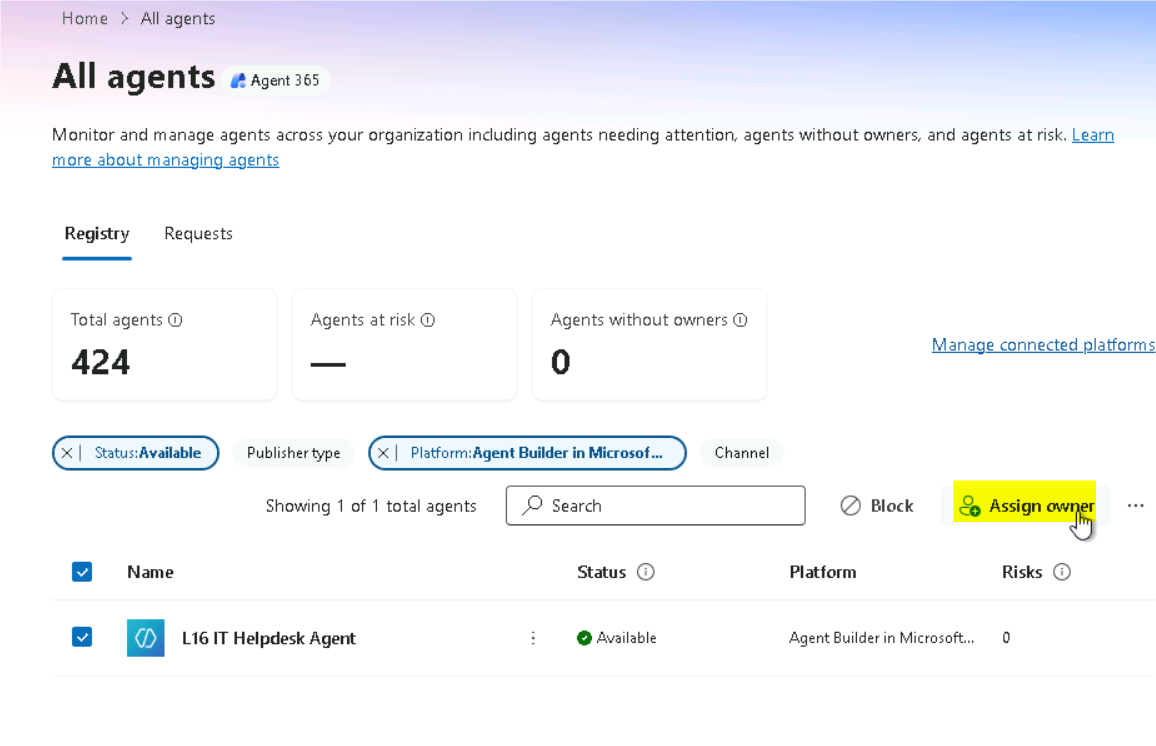 Home > All agents
All agents Agent 365
Monitor and manage agents across your organization including agents needing attention, agents without owners, and agents at risk. Learn
more about managing agents
Registry Requests
Total agents Agents at risk Agents without owners
424 — 0
Manage connected platforms
Status:Available Publisher type Platform:Agent Builder in Microsof... Channel
Showing 1 of 1 total agents Search Block Assign owner ...
Name Status Platform Risks
L16 IT Helpdesk Agent Available Agent Builder in Microsoft... 0